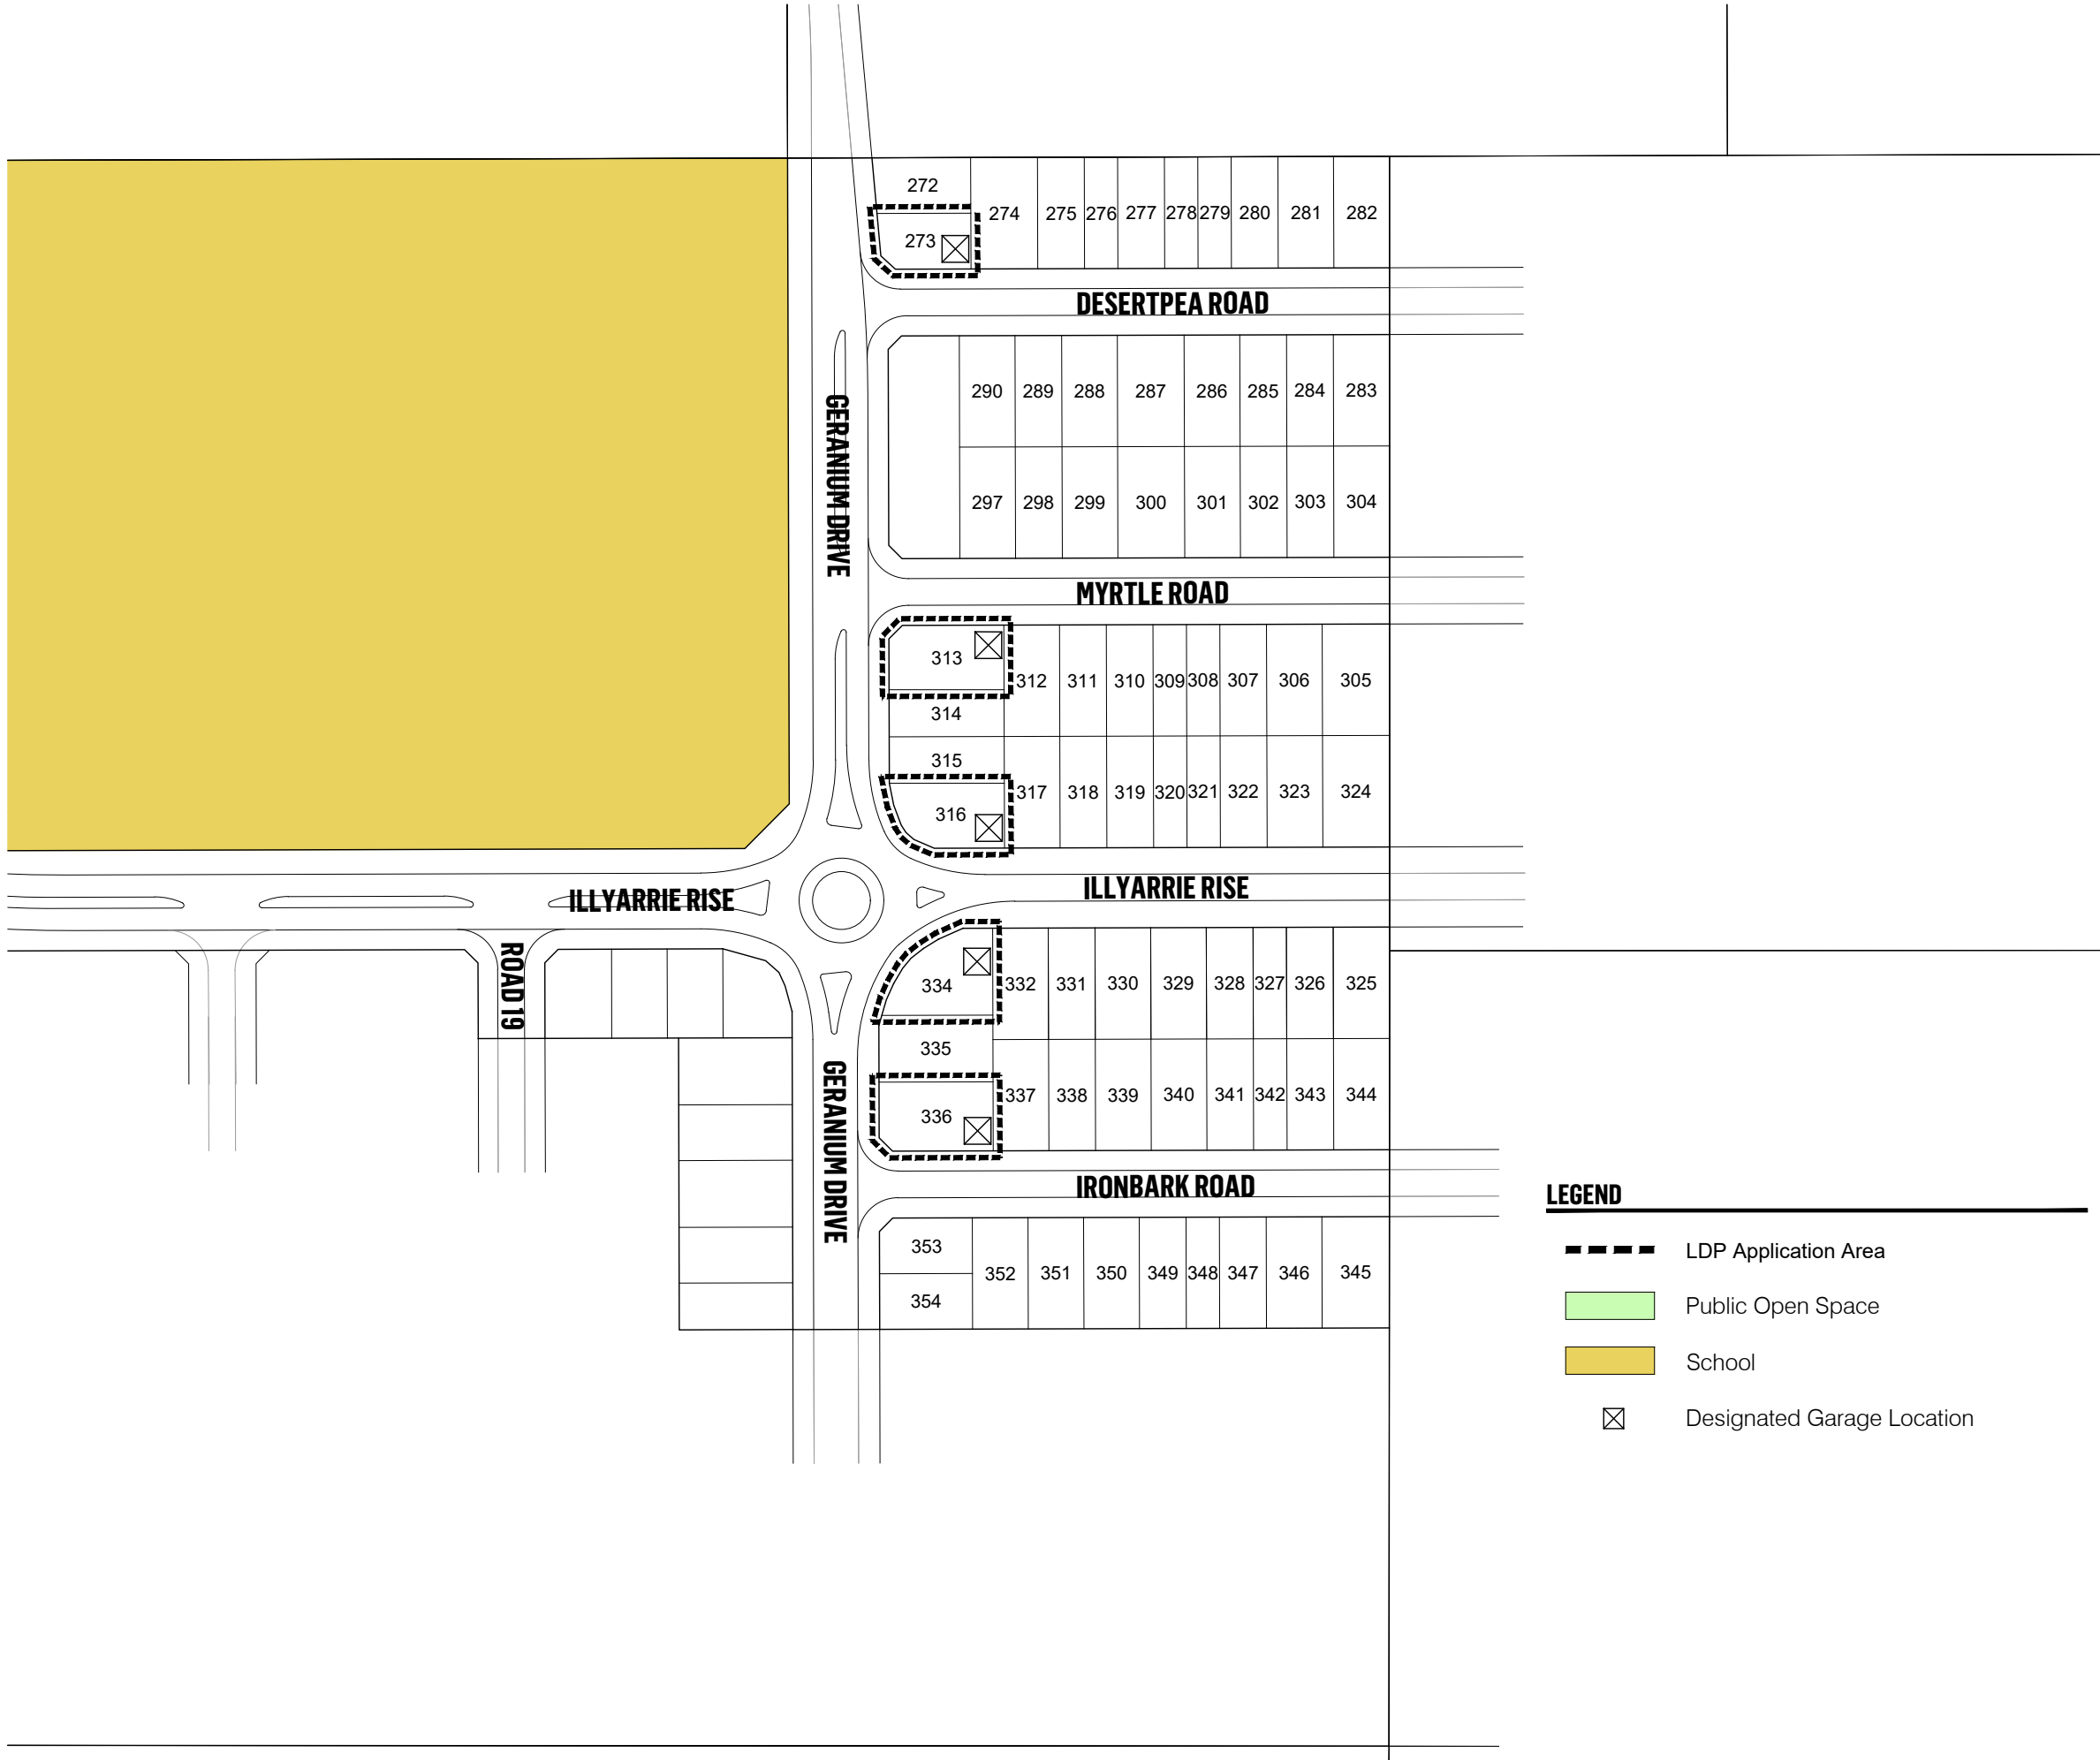 272
274 275 276 277 278 279 280 281 282
273
DESERTPEA ROAD
GERANIUM DRIVE
290 289 288 287 286 285 284 283
297 298 299 300 301 302 303 304
MYRTLE ROAD
313
312 311 310 309 308 307 306 305
314
315
316
317 318 319 320 321 322 323 324
ILLYARRIE RISE
ILLYARRIE RISE
ROAD 19
334
332 331 330 329 328 327 326 325
335
336
337 338 339 340 341 342 343 344
GERANIUM DRIVE
IRONBARK ROAD
353
352 351 350 349 348 347 346 345
354
LEGEND
LDP Application Area
Public Open Space
School
Designated Garage Location